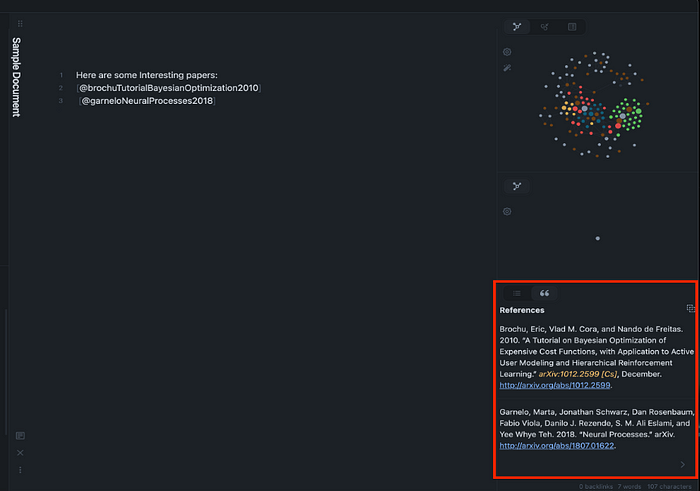 Sample Document
1 Here are some Interesting papers:
2 [@brochuTutorialBayesianOptimization2010]
3 [@garneloNeuralProcesses2018]
References
Brochu, Eric, Vlad M. Cora, and Nando de Freitas.
2010. “A Tutorial on Bayesian Optimization of
Expensive Cost Functions, with Application to Active
User Modeling and Hierarchical Reinforcement
Learning.” arXiv:1012.2599 [Cs], December.
http://arxiv.org/abs/1012.2599.
Garnelo, Marta, Jonathan Schwarz, Dan Rosenbaum,
Fabio Viola, Danilo J. Rezende, S. M. Ali Eslami, and
Yee Whye Teh. 2018. “Neural Processes.” arXiv.
http://arxiv.org/abs/1807.01622.
0 backlinks 7 words 107 characters